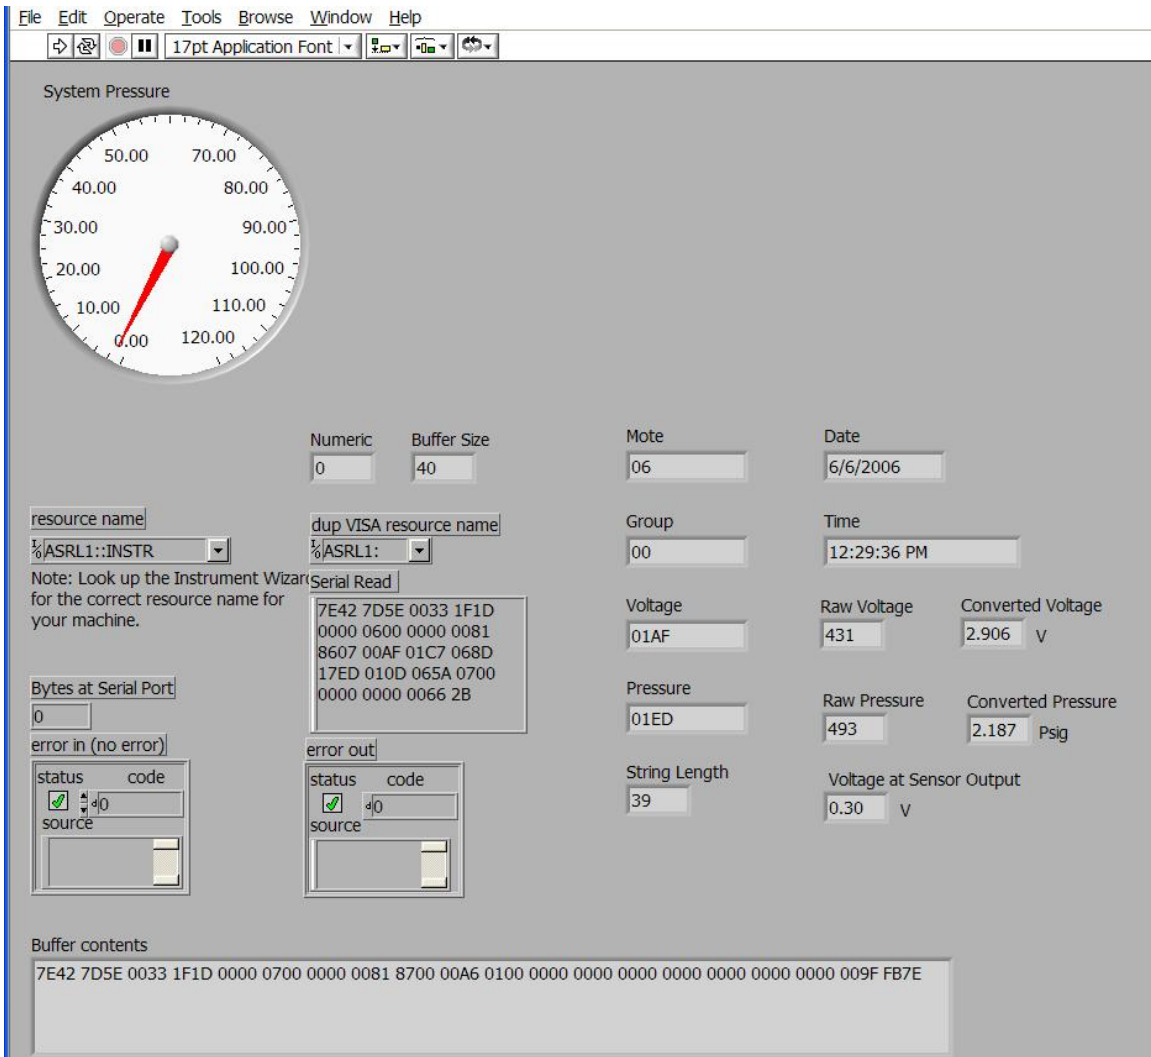 File Edit Operate Tools Browse Window Help
17pt Application Font
System Pressure
50.00 70.00
40.00 80.00
30.00 90.00
20.00 100.00
10.00 110.00
0.00 120.00
Numeric Buffer Size Mote Date
0 40 06 6/6/2006
resource name dup VISA resource name Group Time
ASRL1::INSTR ASRL1: 00 12:29:36 PM
Note: Look up the Instrument Wizar
for the correct resource name for
your machine.
Serial Read
7E42 7D5E 0033 1F1D
0000 0600 0000 0081
8607 00AF 01C7 068D
17ED 010D 065A 0700
0000 0000 0066 2B
Voltage Raw Voltage Converted Voltage
01AF 431 2.906 V
Bytes at Serial Port
0
Pressure Raw Pressure Converted Pressure
01ED 493 2.187 Psig
error in (no error) error out
status code status code
0 0
source source
String Length Voltage at Sensor Output
39 0.30 V
Buffer contents
7E42 7D5E 0033 1F1D 0000 0700 0000 0081 8700 00A6 0100 0000 0000 0000 0000 0000 0000 0000 009F FB7E